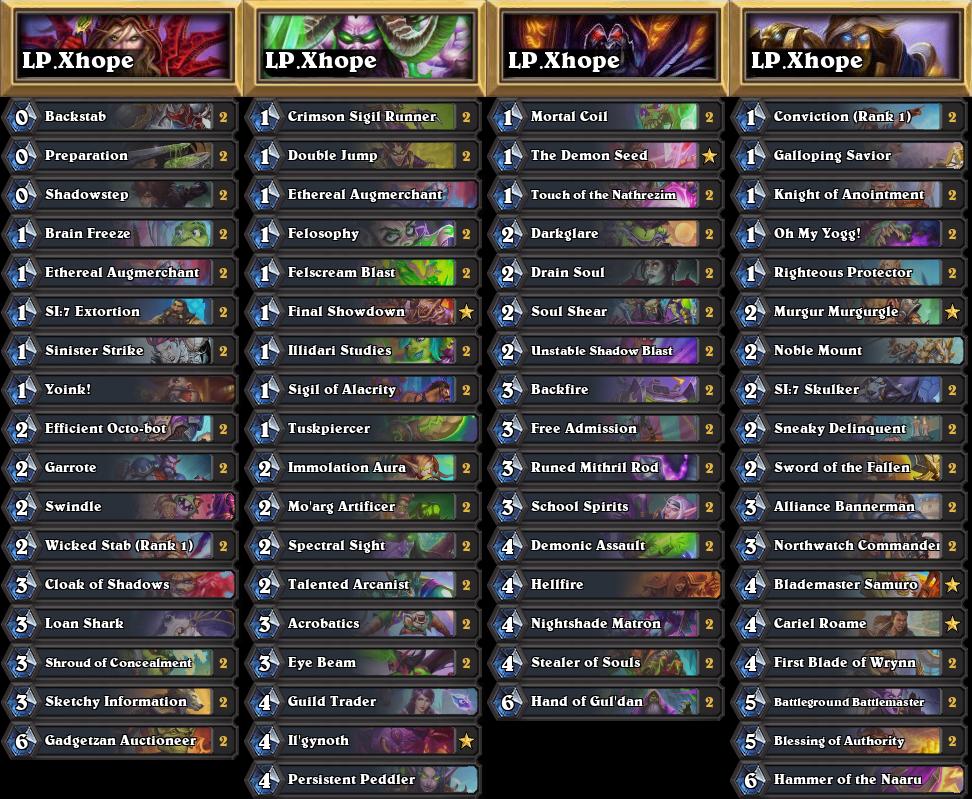 LP.Xhope
0 Backstab 2
0 Preparation 2
0 Shadowstep 2
1 Brain Freeze 2
1 Ethereal Augmerchant 2
1 SI:7 Extortion 2
1 Sinister Strike 2
1 Yoink! 2
2 Efficient Octo-bot 2
2 Garrote 2
2 Swindle
2 Wicked Stab (Rank 1) 2
3 Cloak of Shadows
3 Loan Shark
3 Shroud of Concealment 2
3 Sketchy Information 2
6 Gadgetzan Auctioneer 2
LP.Xhope
1 Crimson Sigil Runner 2
1 Double Jump 2
1 Ethereal Augmerchant
1 Felosophy 2
1 Felscream Blast 2
1 Final Showdown
1 Illidari Studies 2
1 Sigil of Alacrity 2
1 Tuskpiercer
2 Immolation Aura 2
2 Mo'arg Artificer 2
2 Spectral Sight 2
2 Talented Arcanist 2
3 Acrobatics 2
3 Eye Beam 2
4 Guild Trader
4 Il'gynoth
4 Persistent Peddler
LP.Xhope
1 Mortal Coil 2
1 The Demon Seed
1 Touch of the Nathrezim 2
2 Darkglare 2
2 Drain Soul 2
2 Soul Shear 2
2 Unstable Shadow Blast 2
3 Backfire 2
3 Free Admission 2
3 Runed Mithril Rod 2
3 School Spirits 2
4 Demonic Assault 2
4 Hellfire
4 Nightshade Matron 2
4 Stealer of Souls 2
6 Hand of Gul'dan 2
LP.Xhope
1 Conviction (Rank 1) 2
1 Galloping Savior
1 Knight of Anointment 2
1 Oh My Yogg! 2
1 Righteous Protector 2
2 Murgur Murgurgle
2 Noble Mount
2 SI:7 Skulker 2
2 Sneaky Delinquent 2
2 Sword of the Fallen 2
3 Alliance Bannerman 2
3 Northwatch Commander 2
4 Blademaster Samuro
4 Cariel Roame
4 First Blade of Wrynn 2
5 Battleground Battlemaster 2
5 Blessing of Authority 2
6 Hammer of the Naaru